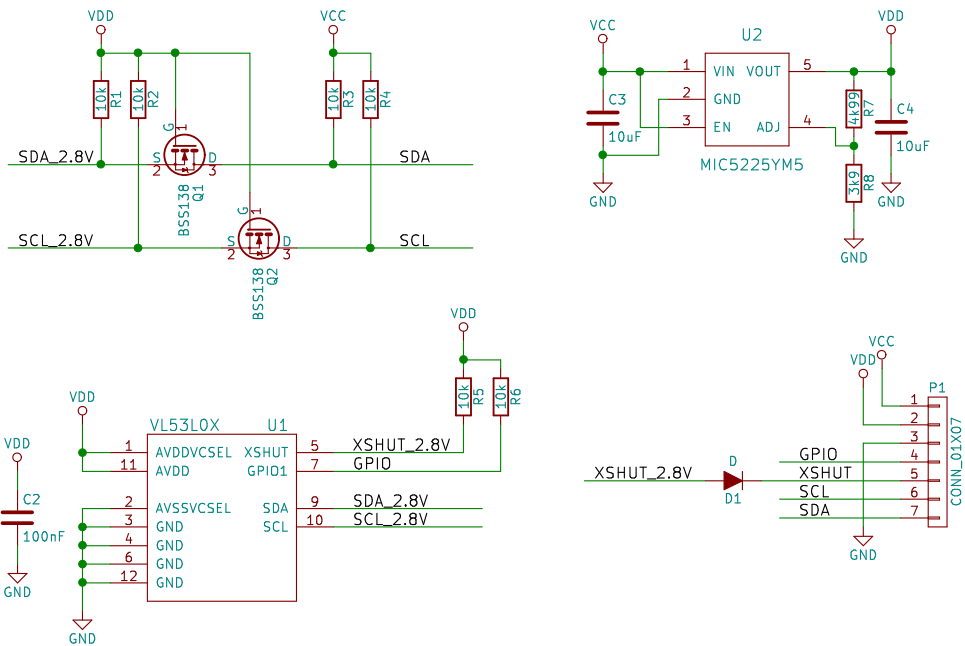 VDD
VCC
10k
R1
10k
R2
10k
R3
10k
R4
G
1
SDA_2.8V
S
D
SDA
2
3
BSS138
Q1
G
1
SCL_2.8V
S
D
SCL
2
3
BSS138
Q2
VCC
U2
VDD
1
VIN
VOUT
5
C3
2
GND
4k99
R7
C4
10uF
3
EN
ADJ
4
10uF
MIC5225YM5
3k9
R8
GND
GND
GND
VDD
10k
R5
10k
R6
VDD
VL53L0X
U1
VDD
1
AVDDVCSEL
XSHUT
5
XSHUT_2.8V
11
AVDD
GPIO1
7
GPIO
C2
2
AVSSVCSEL
SDA
9
SDA_2.8V
3
GND
SCL
10
SCL_2.8V
100nF
4
GND
6
GND
12
GND
GND
GND
VCC
VDD
P1
1
2
3
GPIO
4
XSHUT_2.8V
D
XSHUT
5
D1
SCL
6
SDA
7
CONN_01X07
GND